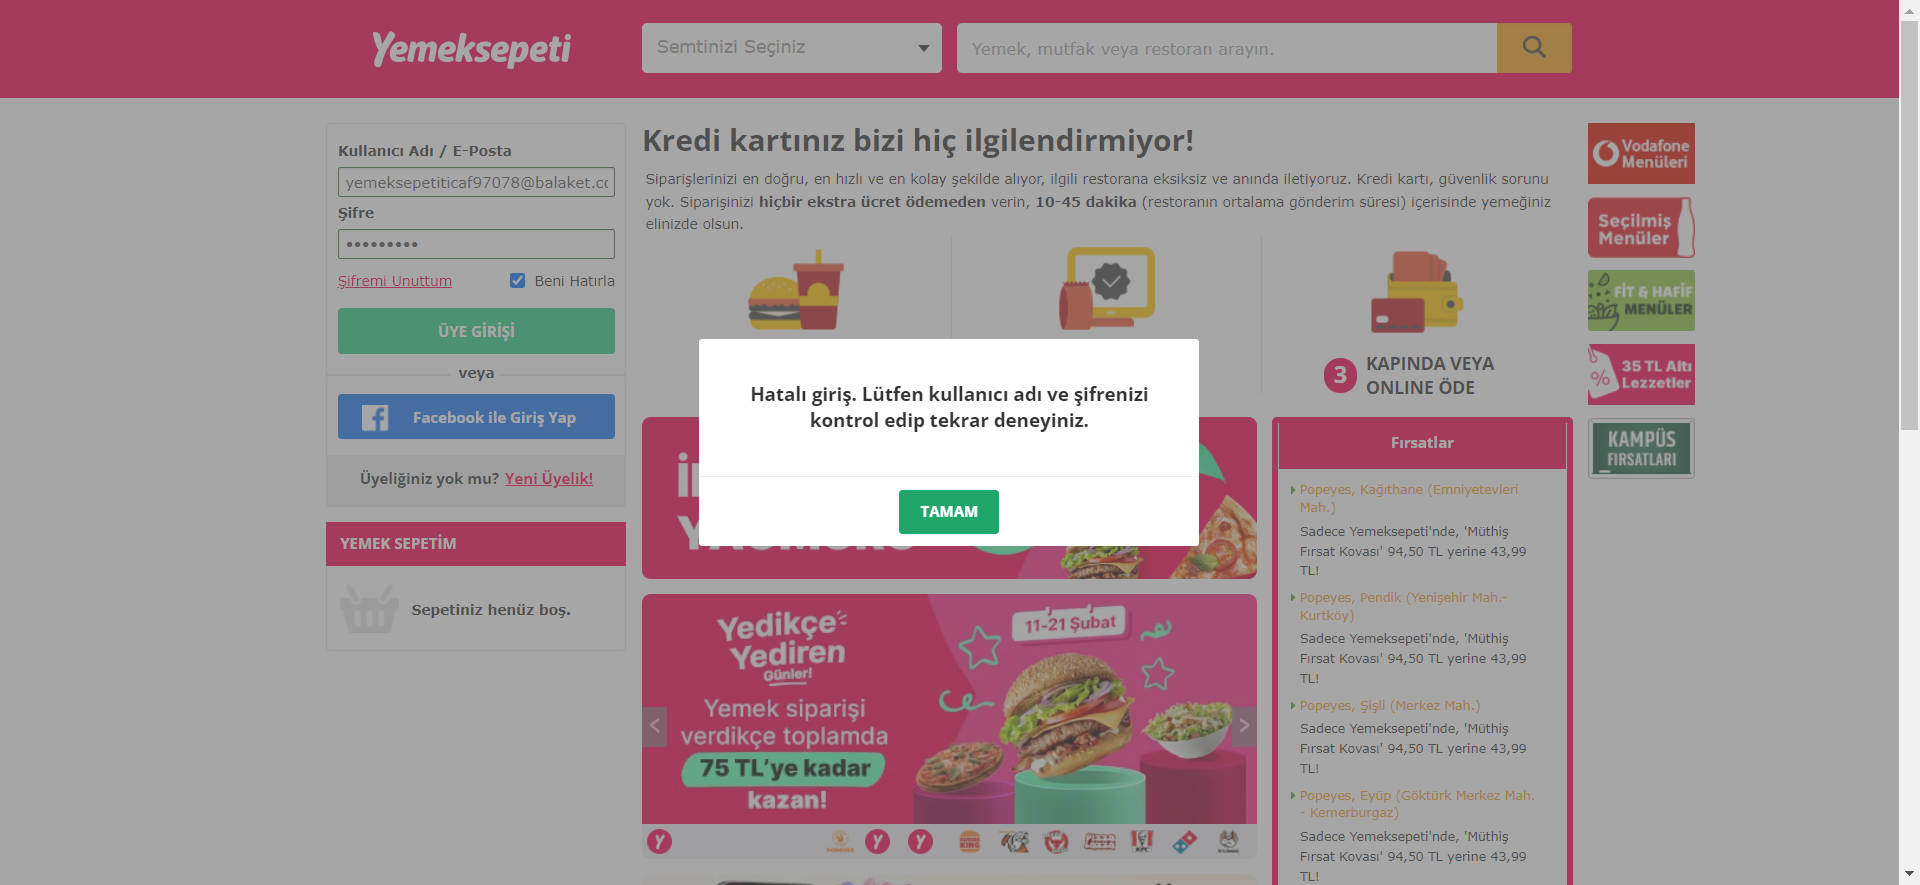 Yemeksepeti
Semtinizi Seçiniz
Yemek, mutfak veya restoran arayın.
Kullanıcı Adı / E-Posta
yemeksepetiticaf97078@balaket.cc
Şifre
Şifremi Unuttum
Beni Hatırla
ÜYE GİRİŞİ
veya
Facebook ile Giriş Yap
Üyeliğiniz yok mu? Yeni Üyelik!
YEMEK SEPETİM
Sepetiniz henüz boş.
Kredi kartınız bizi hiç ilgilendirmiyor!
Siparişlerinizi en doğru, en hızlı ve en kolay şekilde alıyor, ilgili restorana eksiksiz ve anında iletiyoruz. Kredi kartı, güvenlik sorunu
yok. Siparişinizi hiçbir ekstra ücret ödemeden verin, 10-45 dakika (restoranın ortalama gönderim süresi) içerisinde yemeğiniz
elinizde olsun.
3
KAPINDA VEYA
ONLINE ÖDE
Hatalı giriş. Lütfen kullanıcı adı ve şifrenizi
kontrol edip tekrar deneyiniz.
TAMAM
Yedikçe
Yediren
Günler!
11-21 Şubat
Yemek siparişi
verdikçe toplamda
75 TL'ye kadar
kazan!
BURGER
KING
KFC
Fırsatlar
Popeyes, Kağıthane (Emniyetevleri
Mah.)
Sadece Yemeksepeti'nde, 'Müthiş
Fırsat Kovası' 94,50 TL yerine 43,99
TL!
Popeyes, Pendik (Yenişehir Mah.-
Kurtköy)
Sadece Yemeksepeti'nde, 'Müthiş
Fırsat Kovası' 94,50 TL yerine 43,99
TL!
Popeyes, Şişli (Merkez Mah.)
Sadece Yemeksepeti'nde, 'Müthiş
Fırsat Kovası' 94,50 TL yerine 43,99
TL!
Popeyes, Eyüp (Göktürk Merkez Mah.
- Kemerburgaz)
Sadece Yemeksepeti'nde, 'Müthiş
Fırsat Kovası' 94,50 TL yerine 43,99
TL!
Vodafone
Menüleri
Seçilmiş
Menüler
FİT & HAFİF
MENÜLER
35 TL Altı
Lezzetler
KAMPÜS
FIRSATLARI